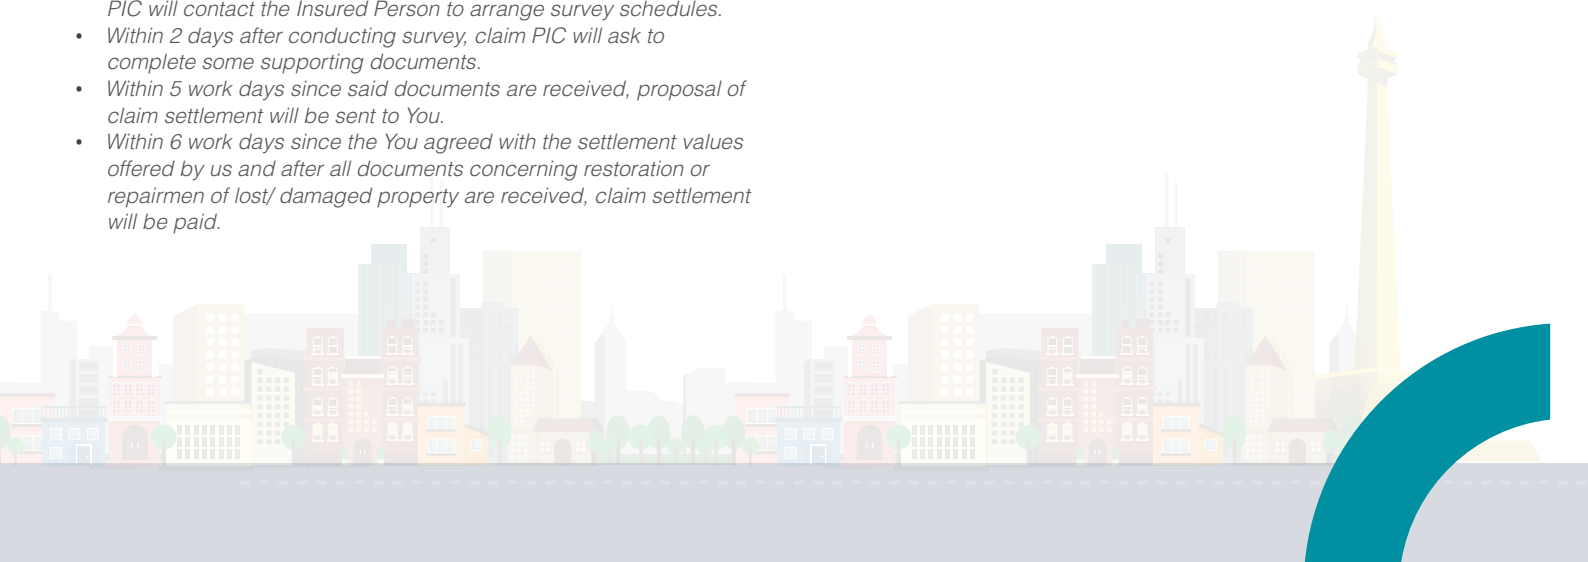 PIC will contact the Insured Person to arrange survey schedules.
• Within 2 days after conducting survey, claim PIC will ask to
complete some supporting documents.
• Within 5 work days since said documents are received, proposal of
claim settlement will be sent to You.
• Within 6 work days since the You agreed with the settlement values
offered by us and after all documents concerning restoration or
repairmen of lost/ damaged property are received, claim settlement
will be paid.